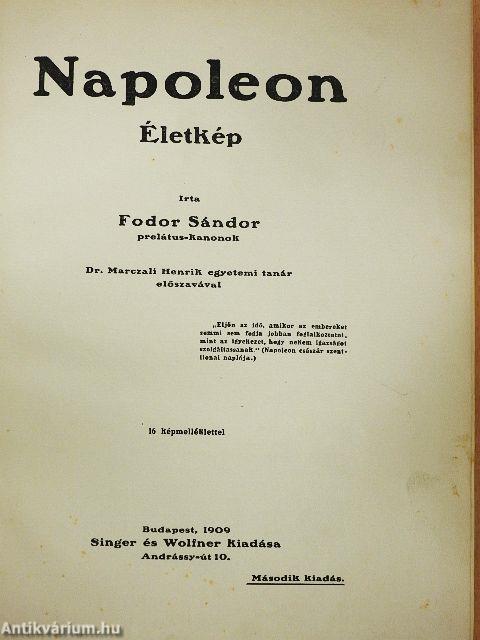 Napoleon
Életkép
Irta
Fodor Sándor
prelátus-kanonok
Dr. Marczali Henrik egyetemi tanár
előszavával
„Eljön az idő, amikor az embereket
semmi sem fogja jobban foglalkoztatni,
mint az igyekezet, hogy nekem igazságot
szolgáltassanak.“ (Napoleon császár szent-
ilonai naplója.)
16 képmelléklettel
Budapest, 1909
Singer és Wolfner kiadása
Andrássy-út 10.
Második kiadás.
Antikvárium.hu